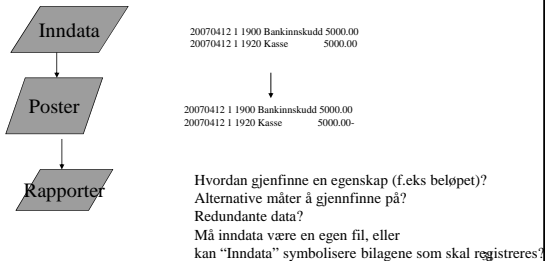 Inndata
20070412 1 1900 Bankinnskudd 5000.00
20070412 1 1920 Kasse 5000.00
Poster
20070412 1 1900 Bankinnskudd 5000.00
20070412 1 1920 Kasse 5000.00-
Rapporter
Hvordan gjenfinne en egenskap (f.eks beløpet)?
Alternative måter å gjennfinne på?
Redundante data?
Må inndata være en egen fil, eller
kan “Inndata” symbolisere bilagene som skal registreres?